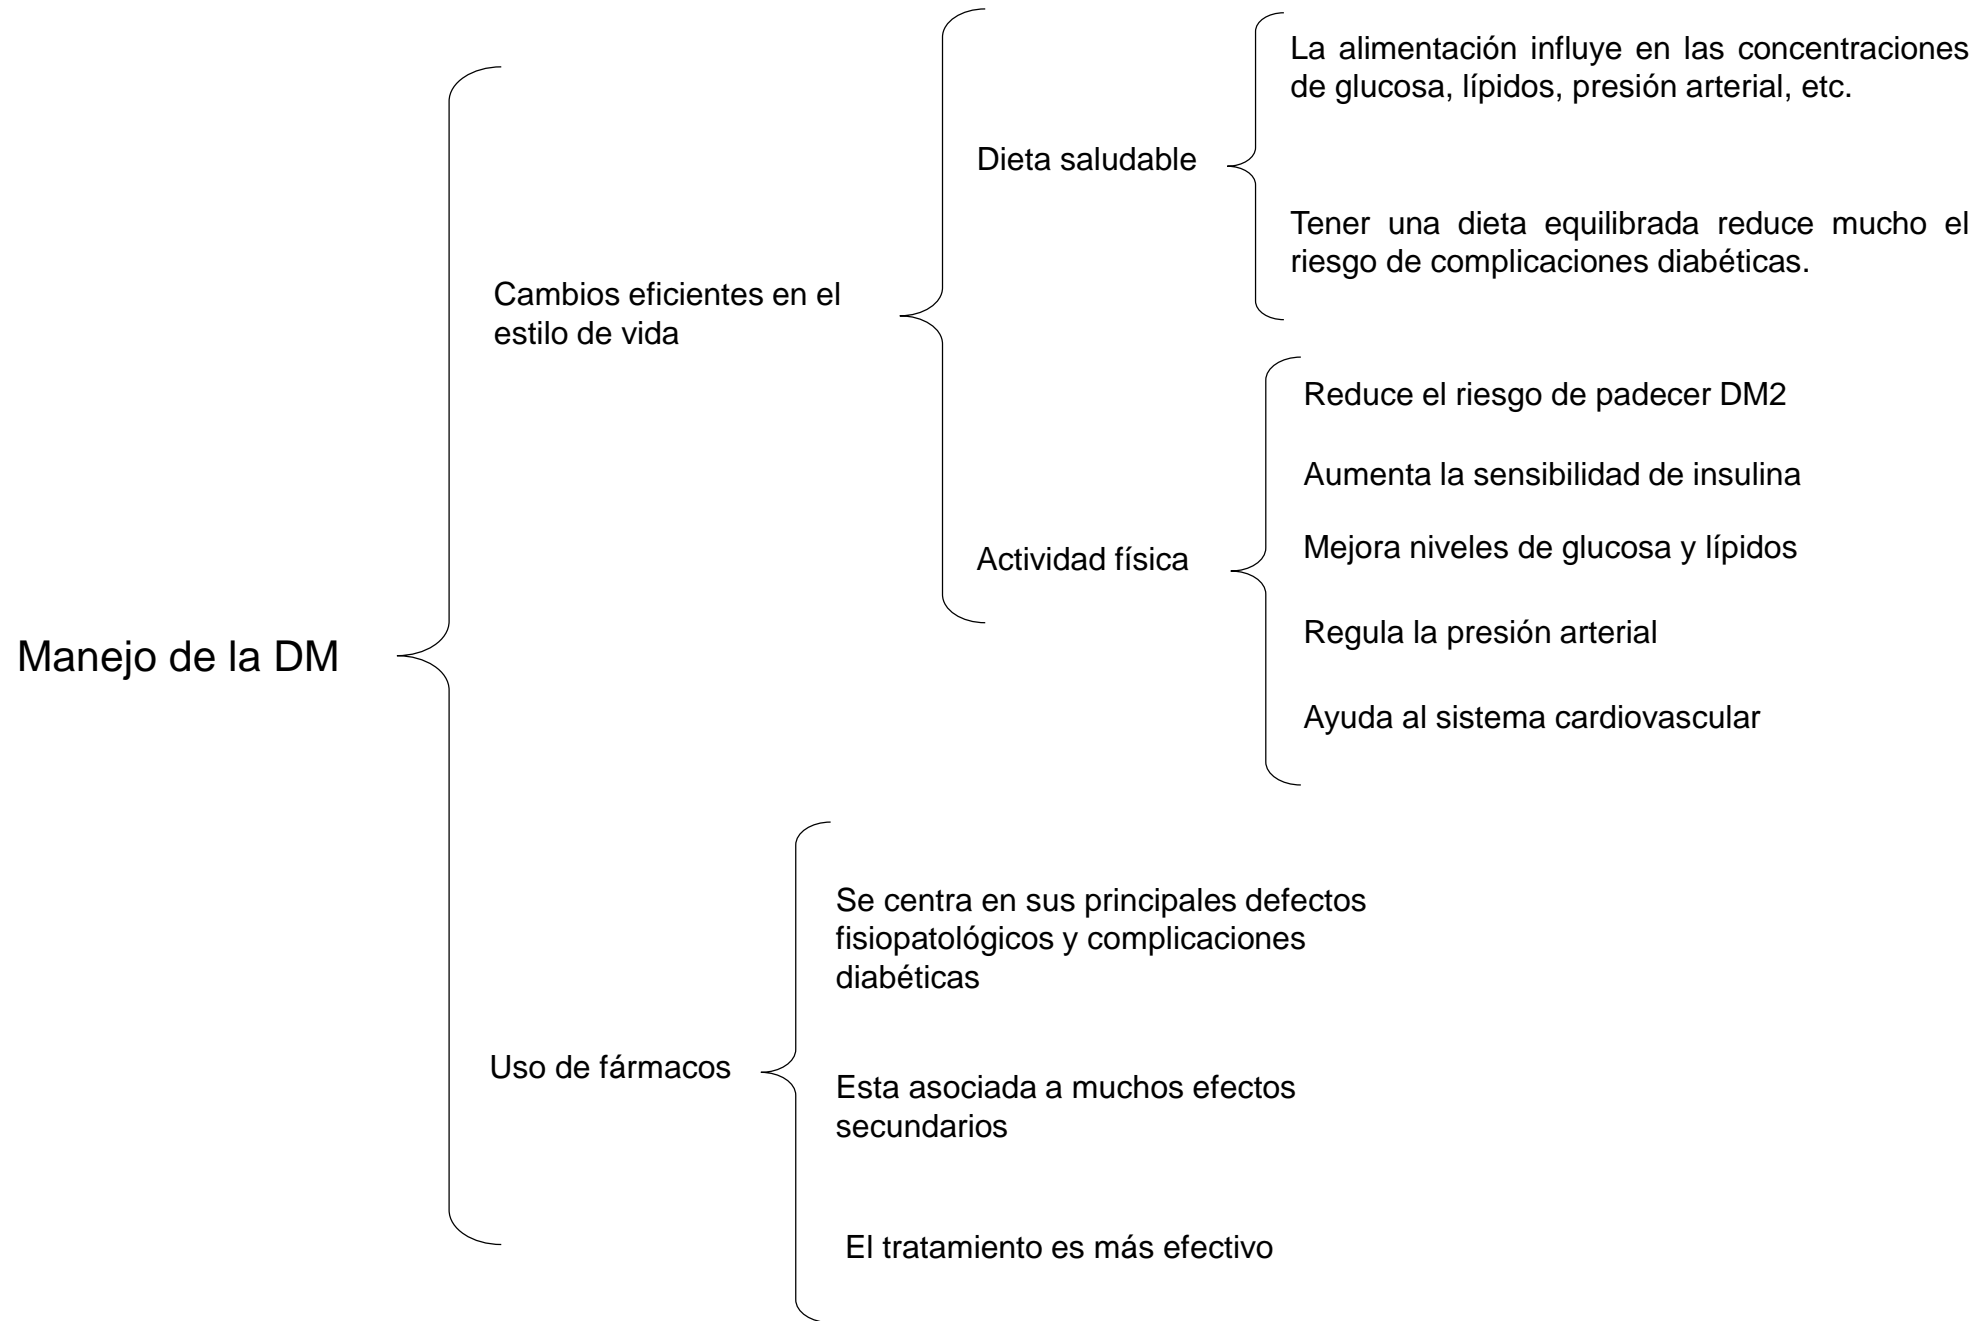 Manejo de la DM
Cambios eficientes en el
estilo de vida
Dieta saludable
La alimentación influye en las concentraciones
de glucosa, lípidos, presión arterial, etc.
Tener una dieta equilibrada reduce mucho el
riesgo de complicaciones diabéticas.
Actividad física
Reduce el riesgo de padecer DM2
Aumenta la sensibilidad de insulina
Mejora niveles de glucosa y lípidos
Regula la presión arterial
Ayuda al sistema cardiovascular
Uso de fármacos
Se centra en sus principales defectos
fisiopatológicos y complicaciones
diabéticas
Esta asociada a muchos efectos
secundarios
El tratamiento es más efectivo